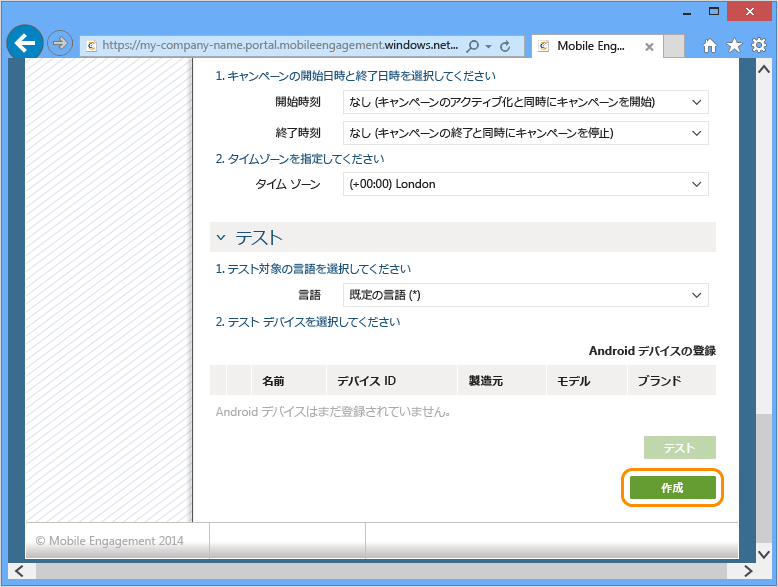 https://my-company-name.portal.mobileengagement.windows.net...
Mobile Eng...
1. キャンペーンの開始日時と終了日時を選択してください
開始時刻 なし (キャンペーンのアクティブ化と同時にキャンペーンを開始)
終了時刻 なし (キャンペーンの終了と同時にキャンペーンを停止)
2. タイムゾーンを指定してください
タイム ゾーン (+00:00) London
テスト
1. テスト対象の言語を選択してください
言語 既定の言語 (*)
2. テスト デバイスを選択してください
Android デバイスの登録
名前 デバイス ID 製造元 モデル ブランド
Android デバイスはまだ登録されていません。
テスト
作成
© Mobile Engagement 2014